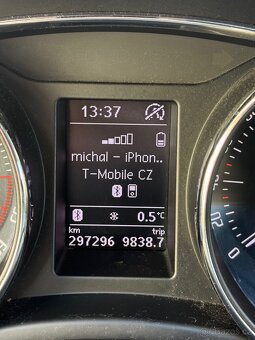 13:37
michal - iPhon..
T-Mobile CZ
0.5°C
km trip
297296 9838.7